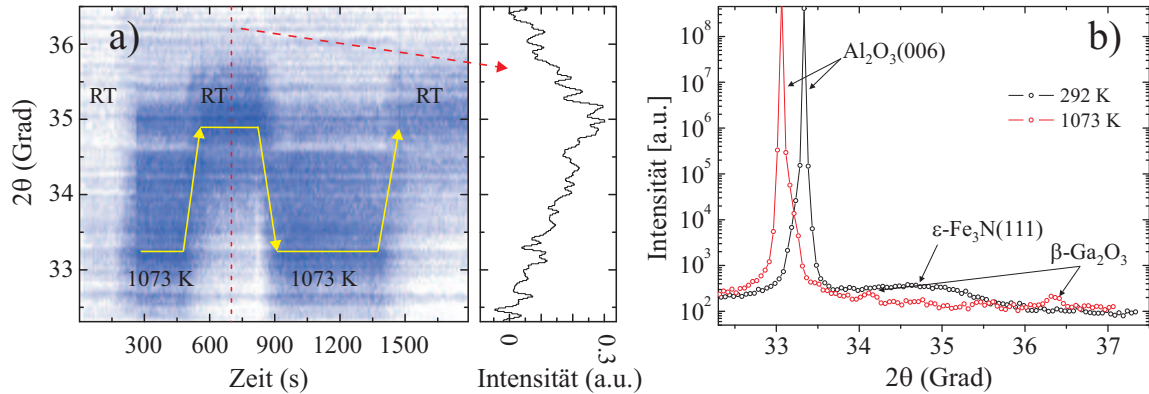 a)
RT
RT
RT
1073 K
1073 K
36
35
34
33
2θ (Grad)
300
600
900
1200
1500
Zeit (s)
0
0.3
Intensität (a.u.)
b)
Al₂O₃(006)
292 K
1073 K
ε-Fe₃N(111)
β-Ga₂O₃
10⁸
10⁷
10⁶
10⁵
10⁴
10³
10²
Intensität [a.u.]
33
34
35
36
37
2θ (Grad)